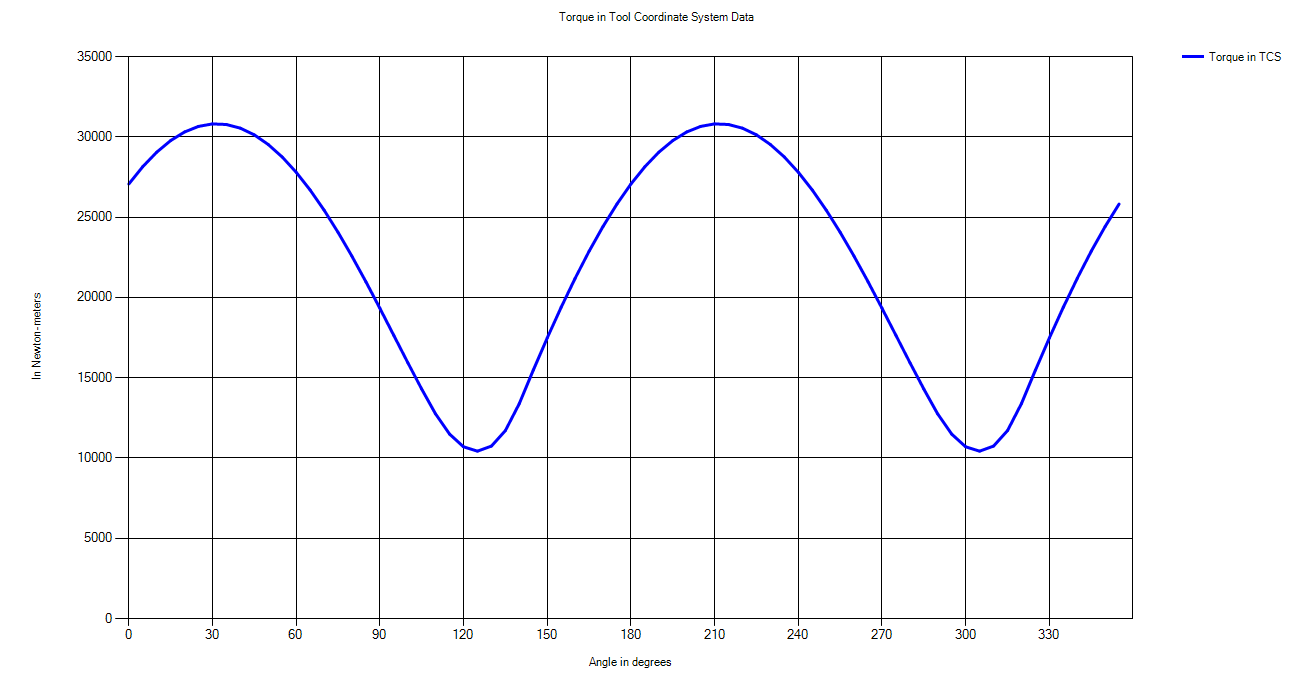 Torque in Tool Coordinate System Data
Torque in TCS
35000
30000
25000
20000
15000
10000
5000
0
In Newton-meters
0 30 60 90 120 150 180 210 240 270 300 330
Angle in degrees